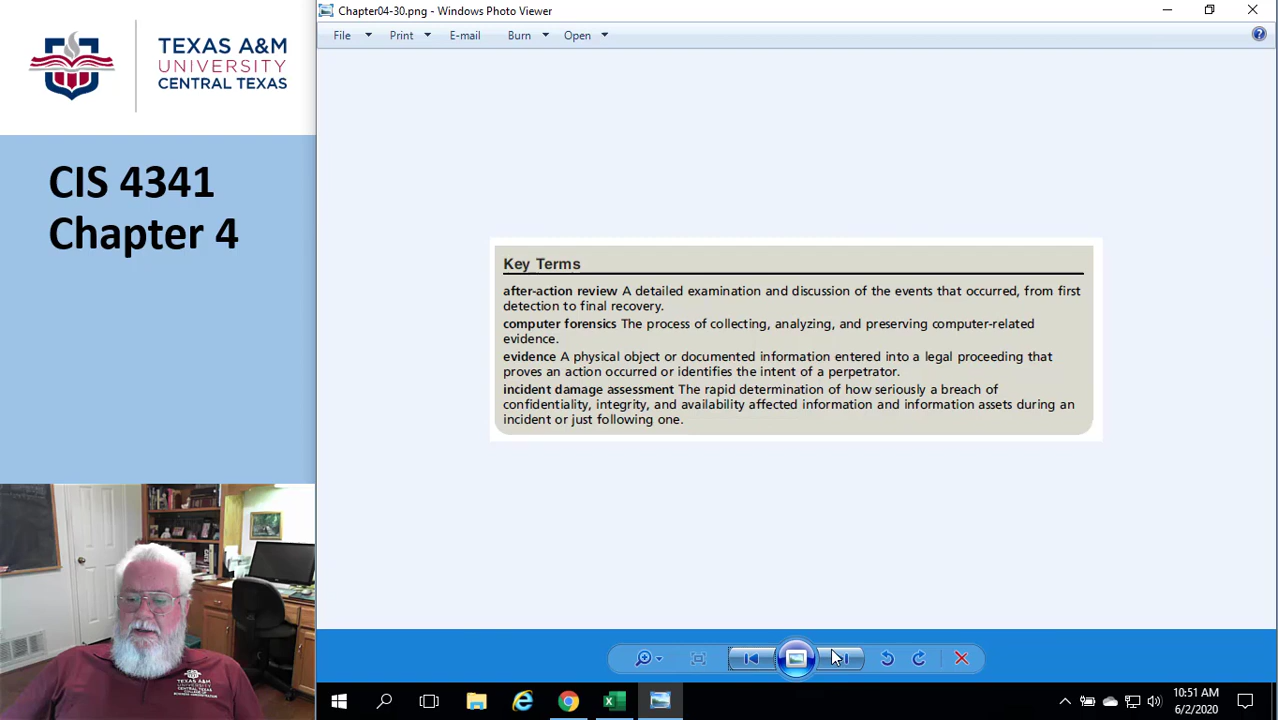 TEXAS A&M
UNIVERSITY
CENTRAL TEXAS
CIS 4341
Chapter 4
Chapter04-30.png - Windows Photo Viewer
File Print E-mail Burn Open
Key Terms
after-action review A detailed examination and discussion of the events that occurred, from first
detection to final recovery.
computer forensics The process of collecting, analyzing, and preserving computer-related
evidence.
evidence A physical object or documented information entered into a legal proceeding that
proves an action occurred or identifies the intent of a perpetrator.
incident damage assessment The rapid determination of how seriously a breach of
confidentiality, integrity, and availability affected information and information assets during an
incident or just following one.
TEXAS A&M
10:51 AM
6/2/2020